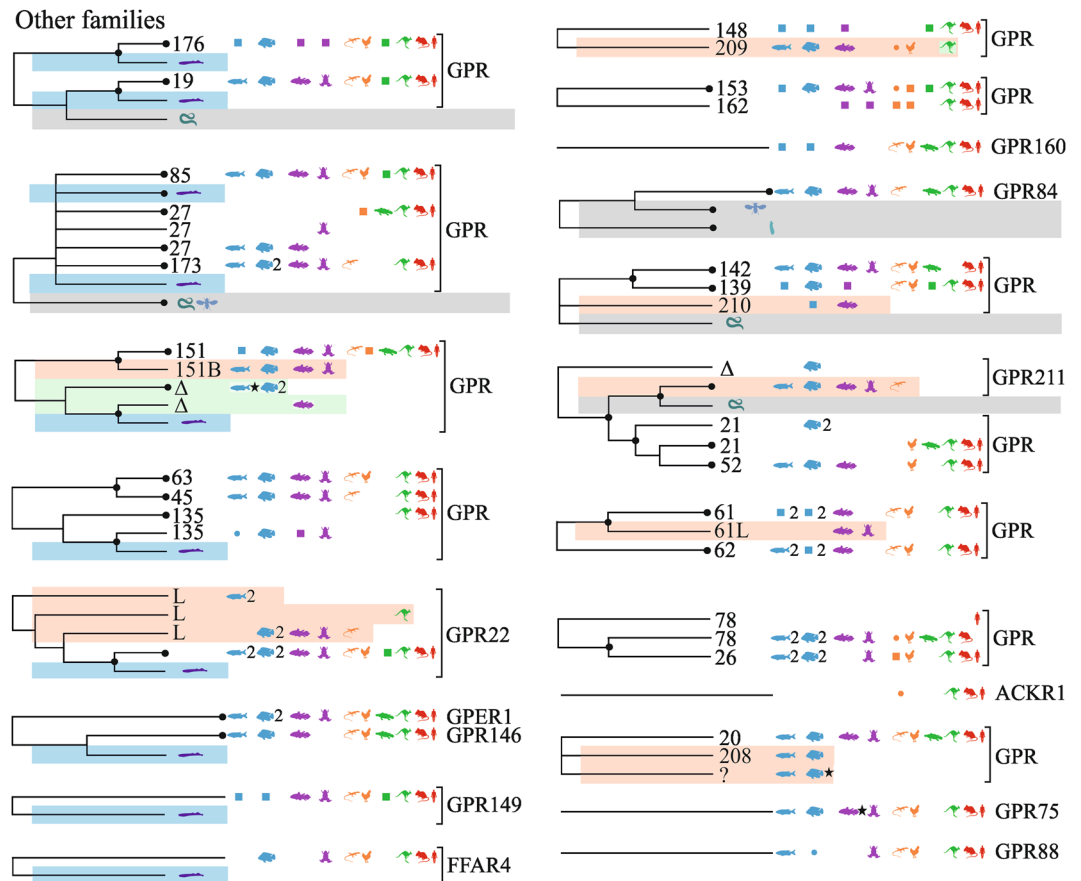 Other families
176
GPR
19
85
27
27
27
173 2
GPR
151
151B
Δ ★ 2
Δ
GPR
63
45
135
135
GPR
L 2
L
L 2
2 2
GPR22
GPER1 2
GPR146
GPR149
FFAR4
148
209
GPR
153
162
GPR
GPR160
GPR84
142
139
210
GPR
Δ
GPR211
21 2
21
52
GPR
61 2 2
61L
62 2 2
GPR
78
78 2 2
26 2 2
GPR
ACKR1
20
208
? ★
GPR
★ GPR75
GPR88